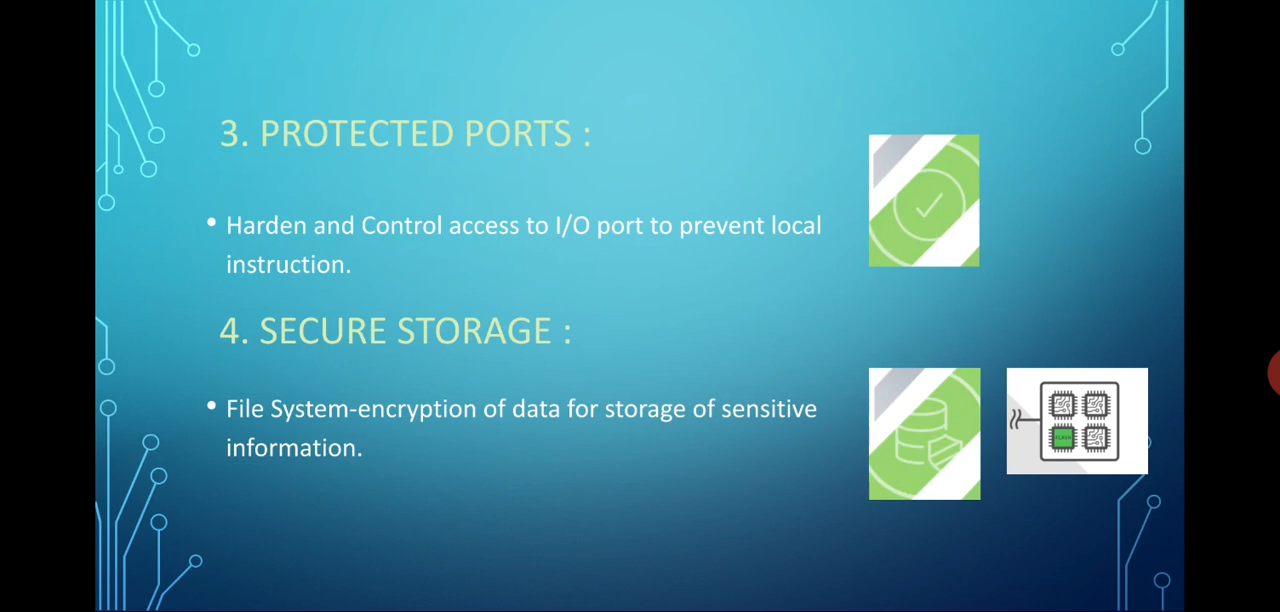 3. PROTECTED PORTS :
• Harden and Control access to I/O port to prevent local
instruction.
4. SECURE STORAGE :
• File System-encryption of data for storage of sensitive
information.
FLASH